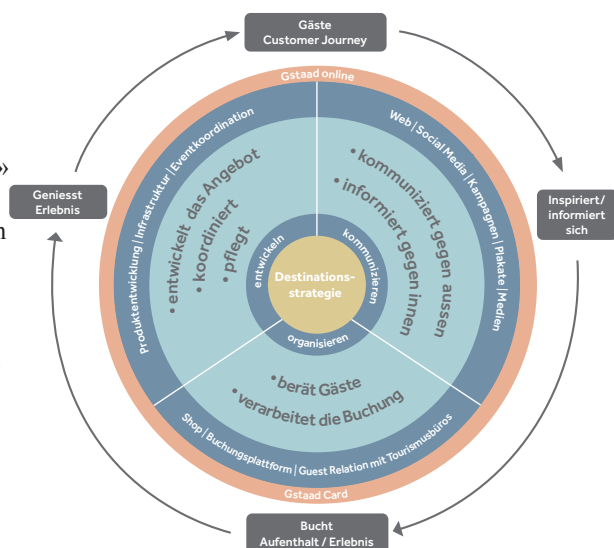 Gäste
Customer Journey
Gstaad online
Produktentwicklung | Infrastruktur | Eventkoordination
Web | Social Media | Kampagnen | Plakate | Medien
»
n
Geniesst
Erlebnis
Inspiriert/
informiert
sich
• entwickelt das Angebot
• koordiniert
• pflegt
• kommuniziert gegen aussen
• informiert gegen innen
entwickeln
kommunizieren
Destinations-
strategie
organisieren
• berät Gäste
• verarbeitet die Buchung
Shop | Buchungsplattform | Guest Relation mit Tourismusbüros
Gstaad Card
Bucht
Aufenthalt / Erlebnis